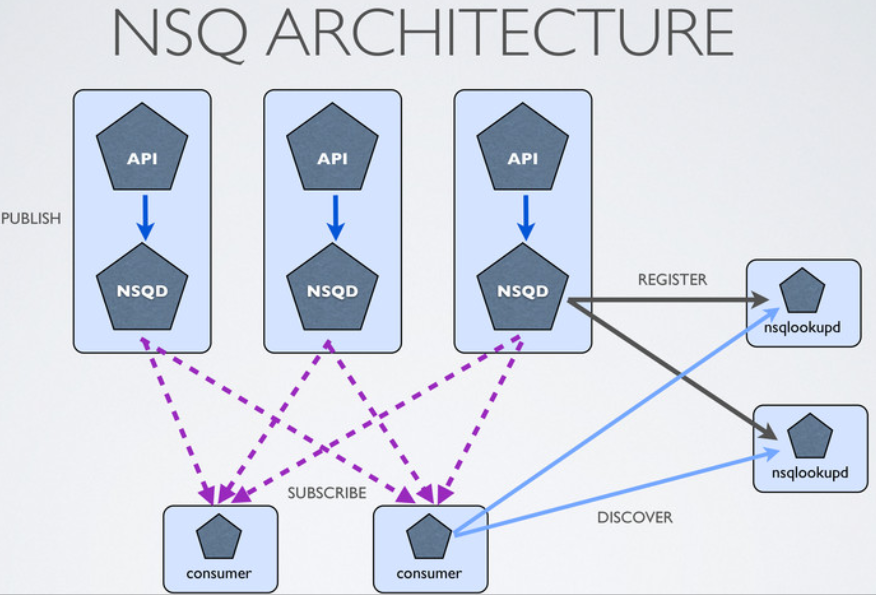 NSQ ARCHITECTURE
API
API
API
PUBLISH
NSQD
NSQD
NSQD
REGISTER
nsqlookupd
nsqlookupd
SUBSCRIBE
DISCOVER
consumer
consumer